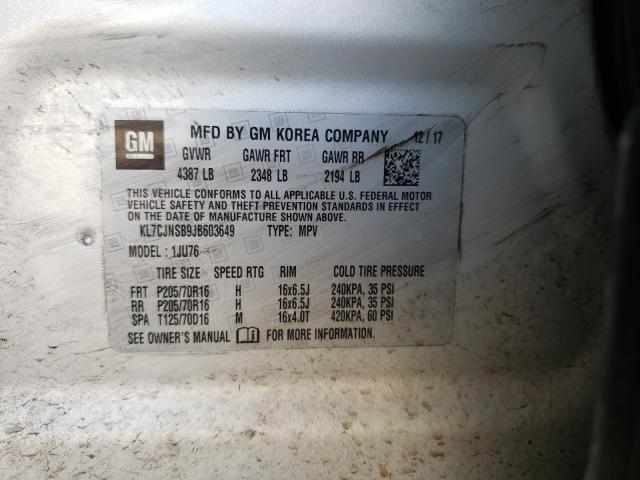 GM MFD BY GM KOREA COMPANY 12/17
GVWR GAWR FRT GAWR RR
4387 LB 2348 LB 2194 LB
THIS VEHICLE CONFORMS TO ALL APPLICABLE U.S. FEDERAL MOTOR
VEHICLE SAFETY AND THEFT PREVENTION STANDARDS IN EFFECT
ON THE DATE OF MANUFACTURE SHOWN ABOVE.
KL7CJNSB9JB603649 TYPE: MPV
MODEL: 1JU76
TIRE SIZE SPEED RTG RIM COLD TIRE PRESSURE
FRT P205/70R16 H 16x6.5J 240KPA, 35 PSI
RR P205/70R16 H 16x6.5J 240KPA, 35 PSI
SPA T125/70D16 M 16x4.0T 420KPA, 60 PSI
SEE OWNER'S MANUAL FOR MORE INFORMATION.